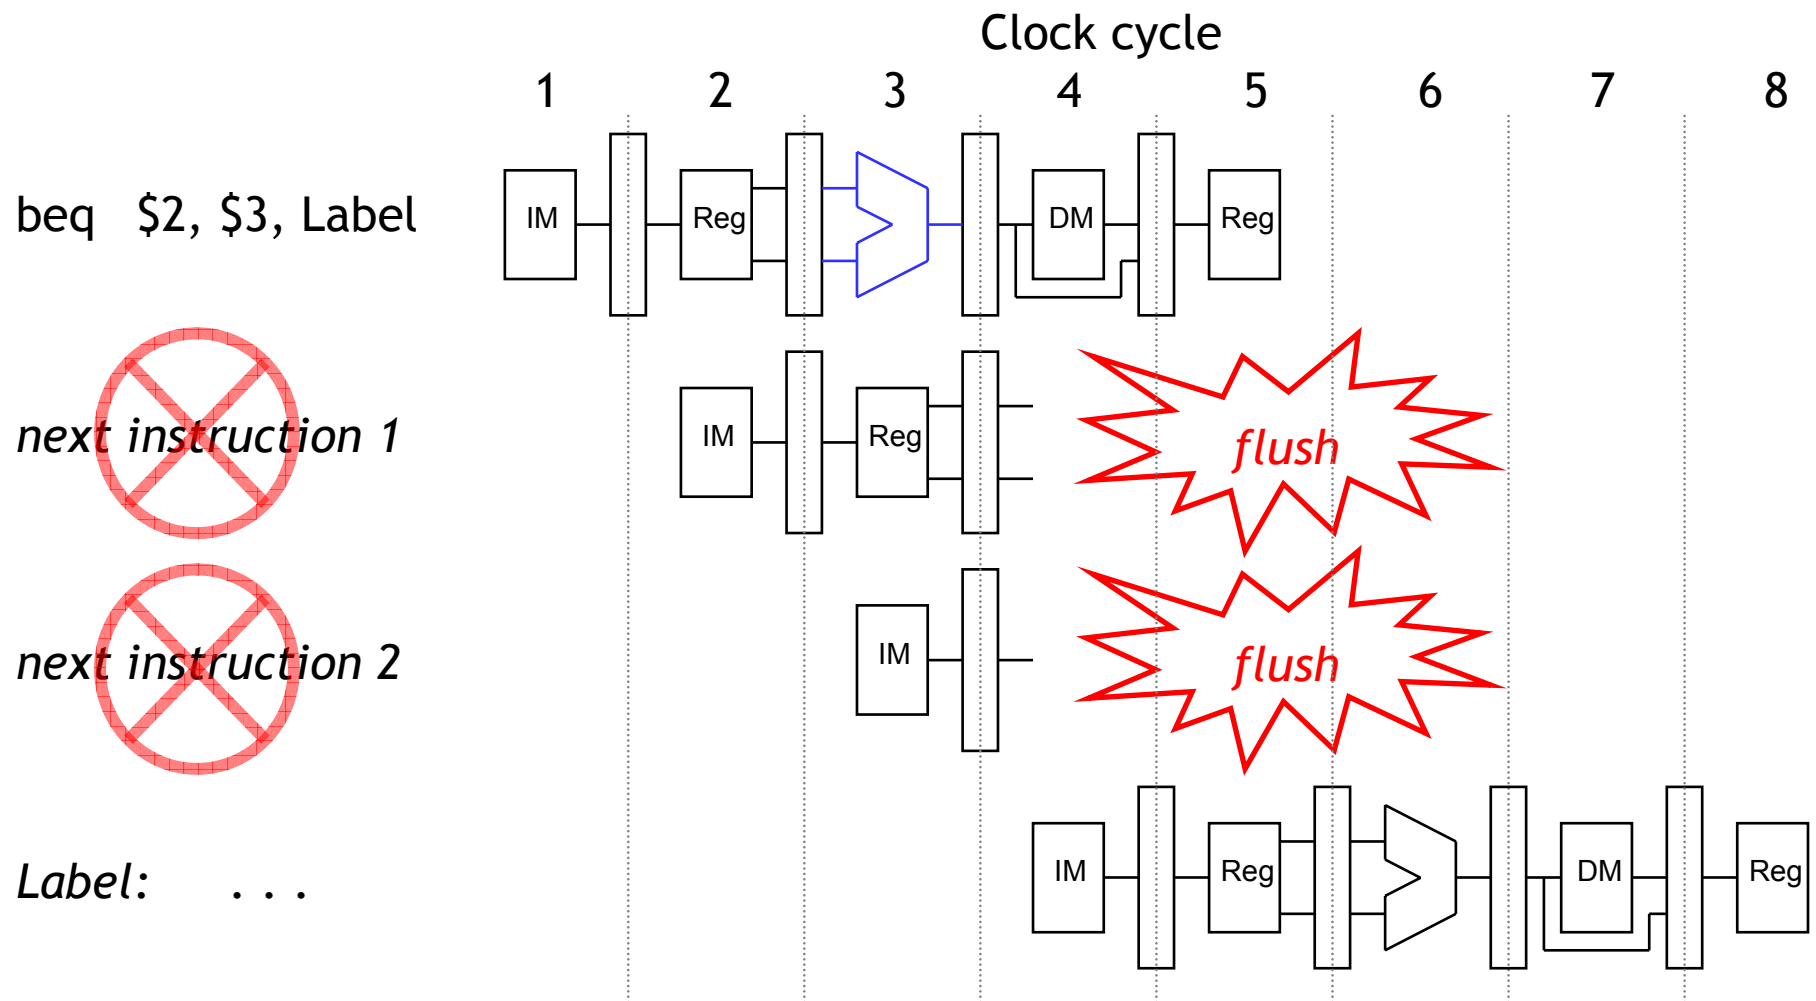 Clock cycle
1 2 3 4 5 6 7 8
beq $2, $3, Label IM Reg DM Reg
next instruction 1 IM Reg flush
next instruction 2 IM flush
Label: . . . IM Reg DM Reg